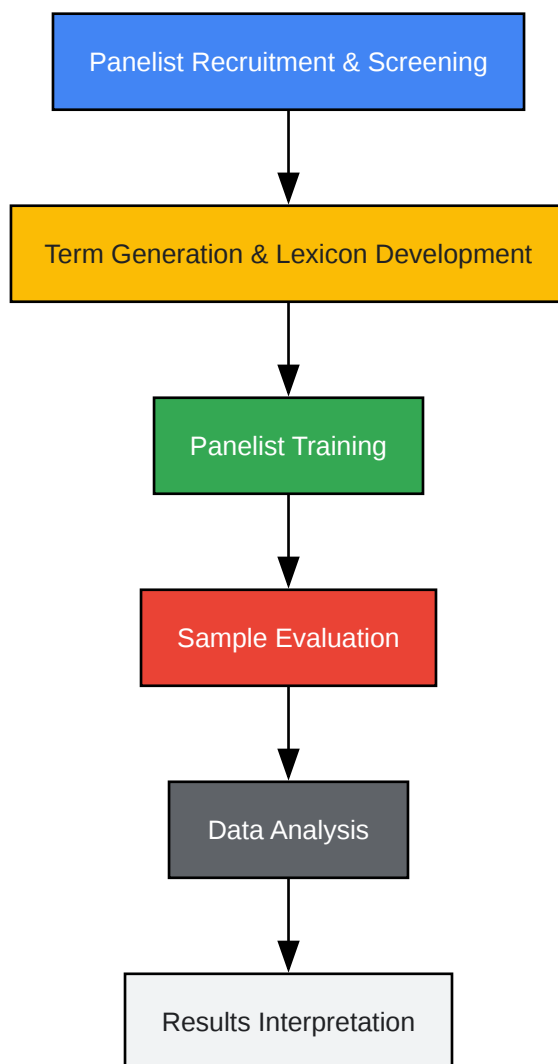 Panelist Recruitment & Screening
Term Generation & Lexicon Development
Panelist Training
Sample Evaluation
Data Analysis
Results Interpretation